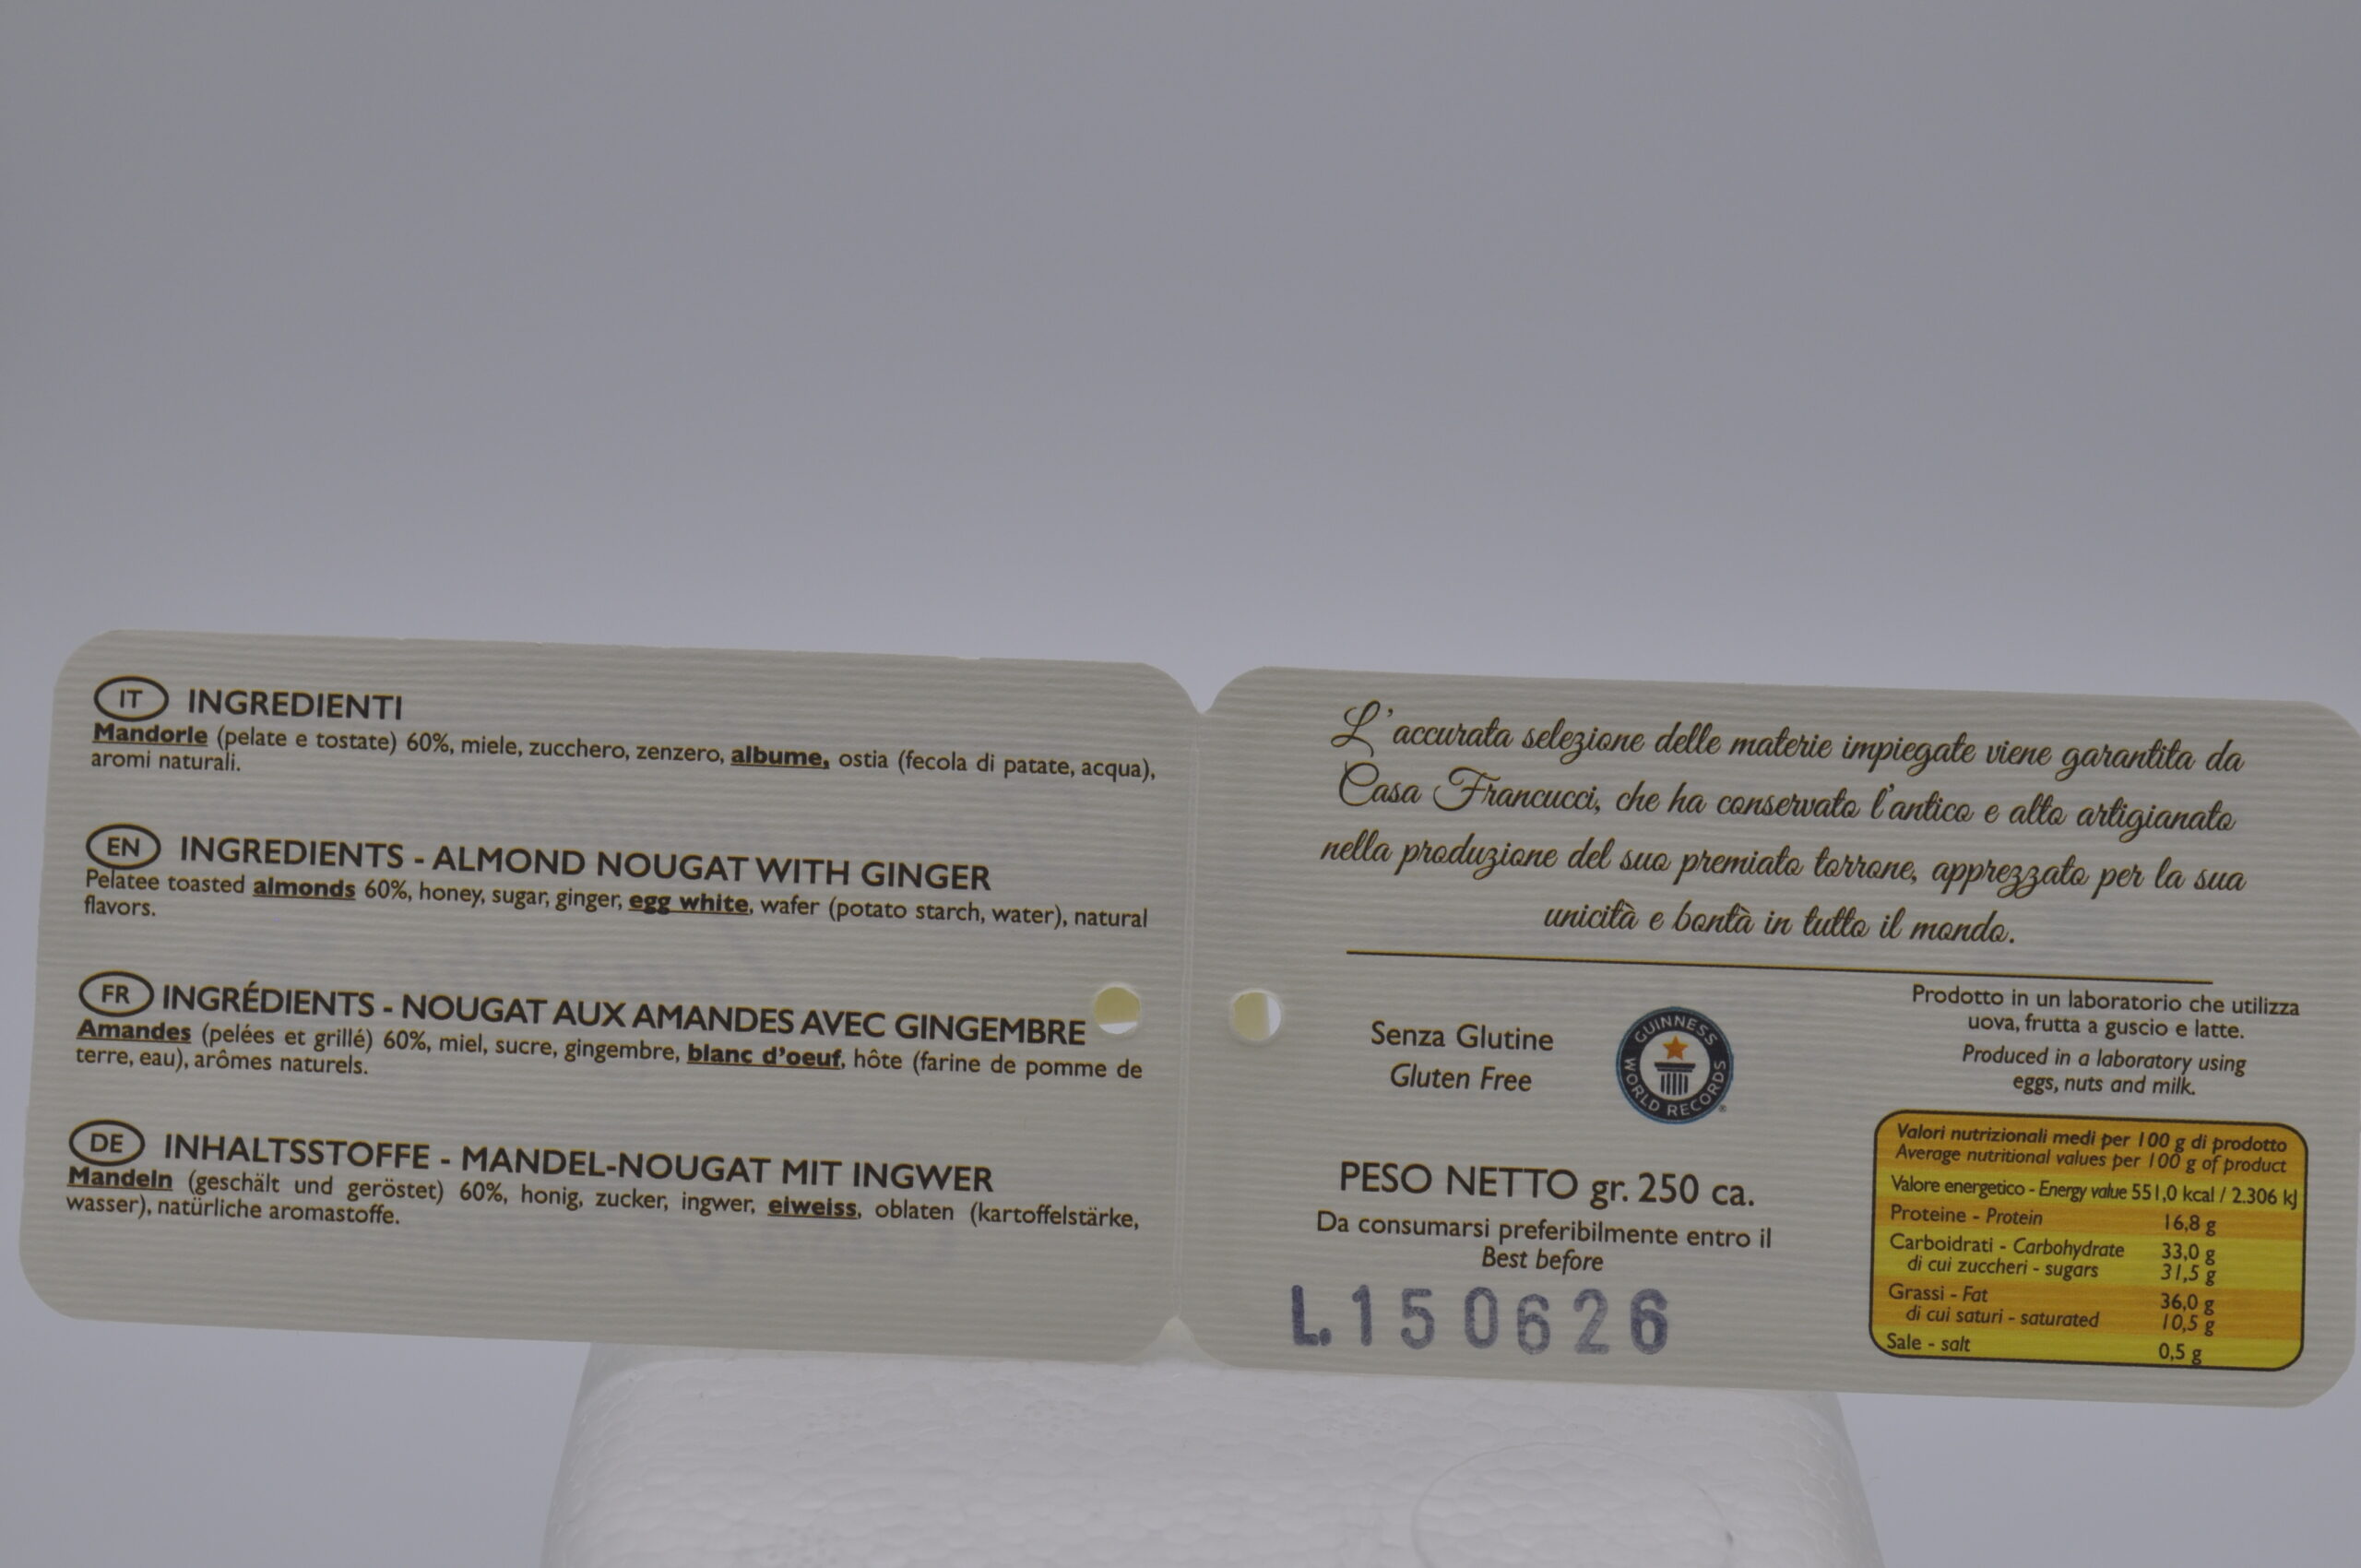 IT INGREDIENTI
Mandorle (pelate e tostate) 60%, miele, zucchero, zenzero, albume, ostia (fecola di patate, acqua),
aromi naturali.
EN INGREDIENTS - ALMOND NOUGAT WITH GINGER
Pelatee toasted almonds 60%, honey, sugar, ginger, egg white, wafer (potato starch, water), natural
flavors.
FR INGRÉDIENTS - NOUGAT AUX AMANDES AVEC GINGEMBRE
Amandes (pelées et grillé) 60%, miel, sucre, gingembre, blanc d'oeuf, hôte (farine de pomme de
terre, eau), arômes naturels.
DE INHALTSSTOFFE - MANDEL-NOUGAT MIT INGWER
Mandeln (geschält und geröstet) 60%, honig, zucker, ingwer, eiweiss, oblaten (kartoffelstärke,
wasser), natürliche aromastoffe.
L'accurata selezione delle materie impiegate viene garantita da
Casa Francucci, che ha conservato l'antico e alto artigianato
nella produzione del suo premiato torrone, apprezzato per la sua
unicità e bontà in tutto il mondo.
Senza Glutine
Gluten Free
GUINNESS
WORLD RECORDS
®
Prodotto in un laboratorio che utilizza
uova, frutta a guscio e latte.
Produced in a laboratory using
eggs, nuts and milk.
PESO NETTO gr. 250 ca.
Da consumarsi preferibilmente entro il
Best before
L.150626
Valori nutrizionali medi per 100 g di prodotto
Average nutritional values per 100 g of product
Valore energetico - Energy value 551,0 kcal / 2.306 kJ
Proteine - Protein 16,8 g
Carboidrati - Carbohydrate 33,0 g
di cui zuccheri - sugars 31,5 g
Grassi - Fat 36,0 g
di cui saturi - saturated 10,5 g
Sale - salt 0,5 g